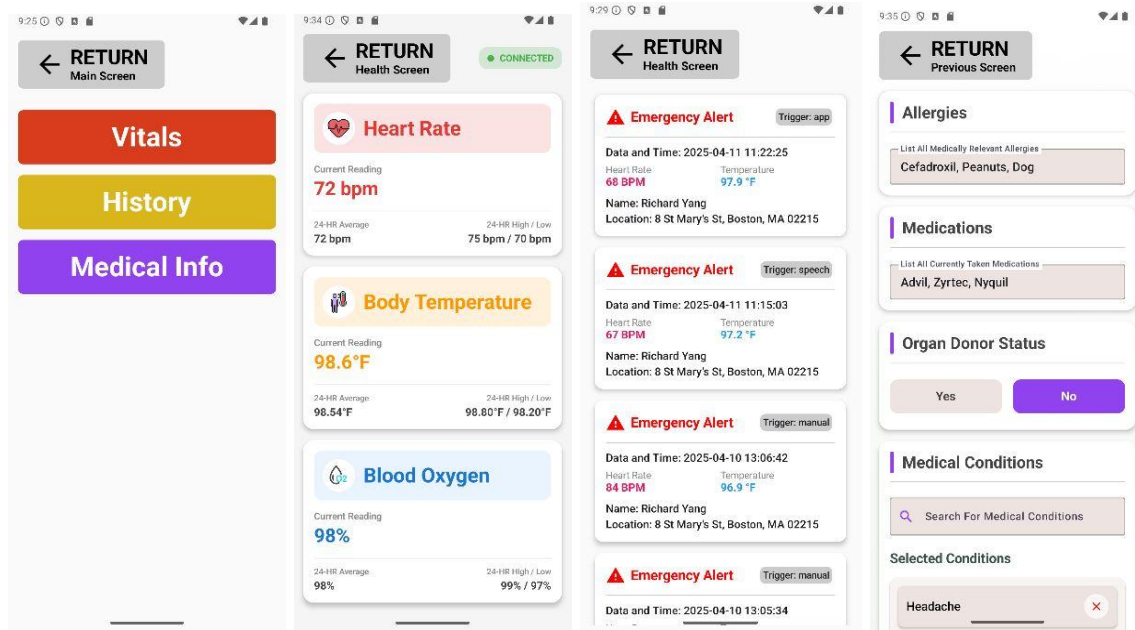 9:25
RETURN
Main Screen
Vitals
History
Medical Info
9:34
RETURN
Health Screen
CONNECTED
Heart Rate
Current Reading
72 bpm
24-HR Average
24-HR High / Low
72 bpm
75 bpm / 70 bpm
Body Temperature
Current Reading
98.6°F
24-HR Average
24-HR High / Low
98.54°F
98.80°F / 98.20°F
O2
Blood Oxygen
Current Reading
98%
24-HR Average
24-HR High / Low
98%
99% / 97%
9:29
RETURN
Health Screen
Emergency Alert
Trigger: app
Data and Time: 2025-04-11 11:22:25
Heart Rate
Temperature
68 BPM
97.9 °F
Name: Richard Yang
Location: 8 St Mary's St, Boston, MA 02215
Emergency Alert
Trigger: speech
Data and Time: 2025-04-11 11:15:03
Heart Rate
Temperature
67 BPM
97.2 °F
Name: Richard Yang
Location: 8 St Mary's St, Boston, MA 02215
Emergency Alert
Trigger: manual
Data and Time: 2025-04-10 13:06:42
Heart Rate
Temperature
84 BPM
96.9 °F
Name: Richard Yang
Location: 8 St Mary's St, Boston, MA 02215
Emergency Alert
Trigger: manual
Data and Time: 2025-04-10 13:05:34
9:35
RETURN
Previous Screen
Allergies
List All Medically Relevant Allergies
Cefadroxil, Peanuts, Dog
Medications
List All Currently Taken Medications
Advil, Zyrtec, Nyquil
Organ Donor Status
Yes
No
Medical Conditions
Search For Medical Conditions
Selected Conditions
Headache